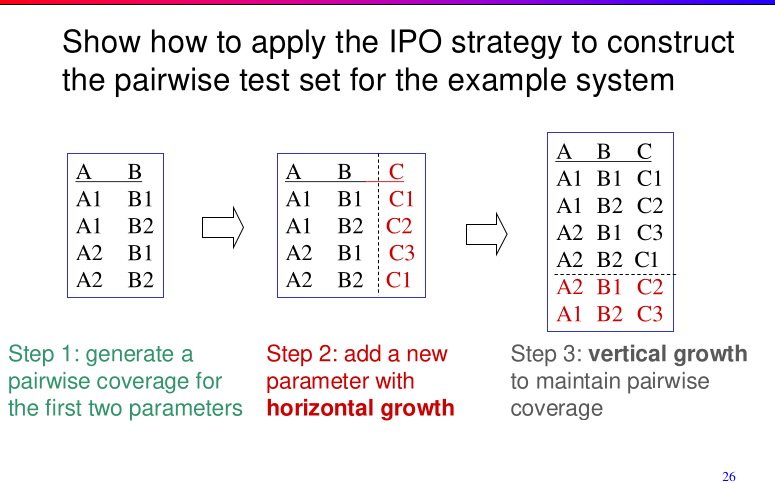 Show how to apply the IPO strategy to construct
the pairwise test set for the example system
A B
A1 B1
A1 B2
A2 B1
A2 B2
A B C
A1 B1 C1
A1 B2 C2
A2 B1 C3
A2 B2 C1
A B C
A1 B1 C1
A1 B2 C2
A2 B1 C3
A2 B2 C1
A2 B1 C2
A1 B2 C3
Step 1: generate a
pairwise coverage for
the first two parameters
Step 2: add a new
parameter with
horizontal growth
Step 3: vertical growth
to maintain pairwise
coverage
26